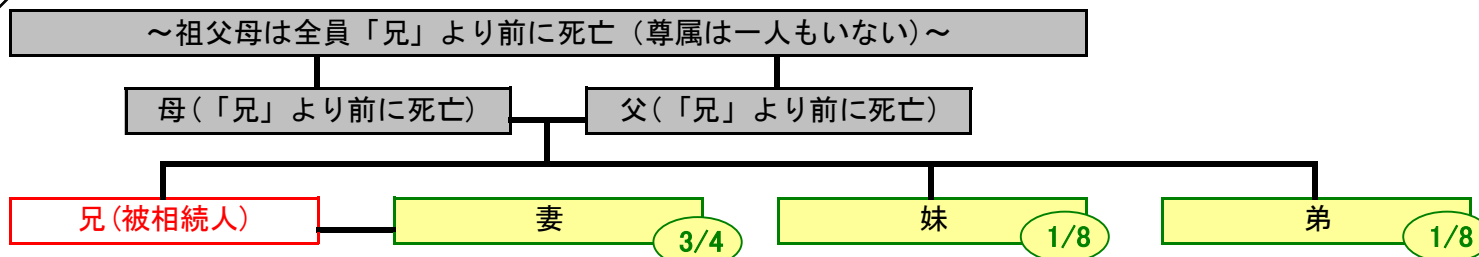 ～祖父母は全員「兄」より前に死亡（尊属は一人もいない）～
母(「兄」より前に死亡)
父(「兄」より前に死亡)
兄(被相続人)
妻
3/4
妹
1/8
弟
1/8